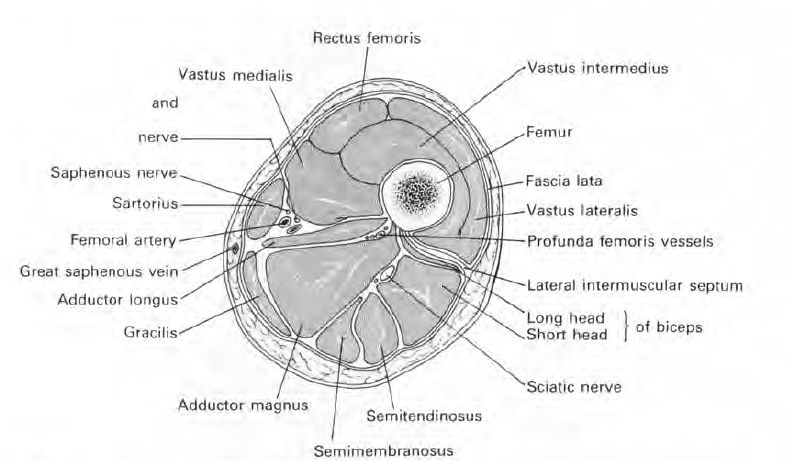 Rectus femoris
Vastus medialis
and
nerve
Saphenous nerve
Sartorius
Femoral artery
Great saphenous vein
Adductor longus
Gracilis
Adductor magnus
Semimembranosus
Semitendinosus
Vastus intermedius
Femur
Fascia lata
Vastus lateralis
Profunda femoris vessels
Lateral intermuscular septum
Long head
Short head
of biceps
Sciatic nerve